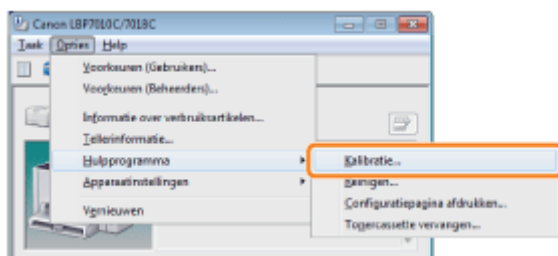 Canon LBP7010C/7018C
Taak Opties Help
Voorkeuren (Gebruikers)...
Voorkeuren (Beheerders)...
Informatie over verbruiksartikelen...
Tellerinformatie...
Hulpprogramma
Kalibratie...
Apparaatinstellingen
Reinigen...
Configuratiepagina afdrukken...
Vernieuwen
Tonercassette vervangen...